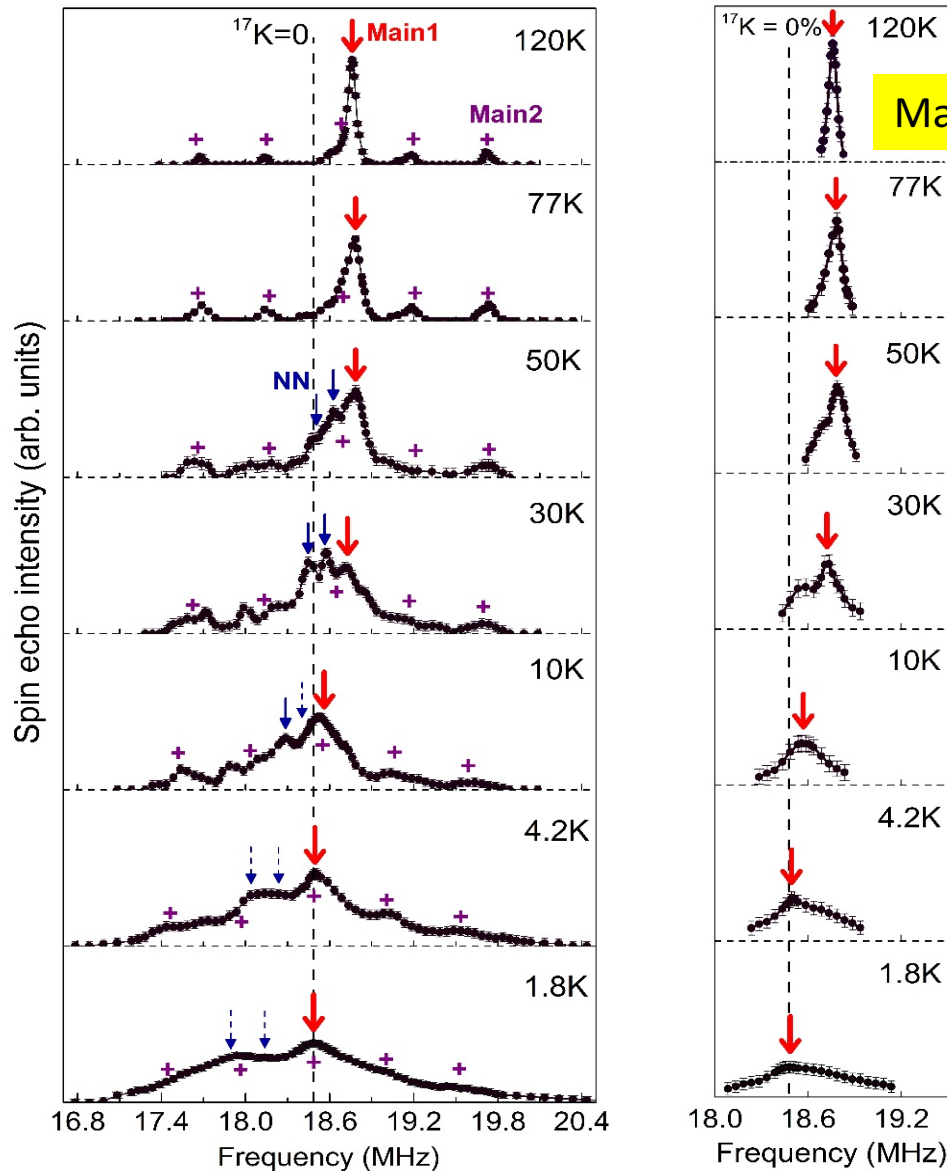 ¹⁷K=0
Main1
120K
Main2
77K
50K
NN
30K
10K
4.2K
1.8K
Spin echo intensity (arb. units)
16.8 17.4 18.0 18.6 19.2 19.8 20.4
Frequency (MHz)
¹⁷K = 0%
120K
Ma
77K
50K
30K
10K
4.2K
1.8K
18.0 18.6 19.2
Frequency (MHz)